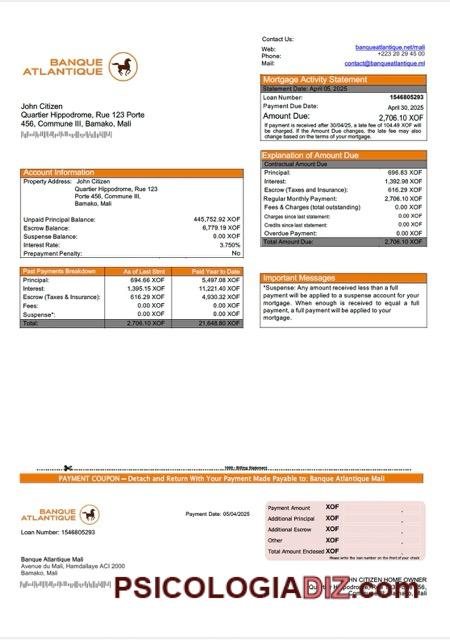 Contact Us:
Web: banqueatlantique.net/mali
Phone: +223 20 29 45 00
Mail: contact@banqueatlantique.ml
BANQUE
ATLANTIQUE
Mortgage Activity Statement
Statement Date: April 05, 2025
Loan Number: 1546805293
Payment Due Date: April 30, 2025
Amount Due: 2,706.10 XOF
If payment is received after 30/04/25, a late fee of 104.49 XOF will
be charged. If the Amount Due changes, the late fee may also
change based on the terms of your mortgage.
John Citizen
Quartier Hippodrome, Rue 123 Porte
456, Commune III, Bamako, Mali
Explanation of Amount Due
Contractual Amount Due
Principal: 696.83 XOF
Interest: 1,392.98 XOF
Escrow (Taxes and Insurance): 616.29 XOF
Regular Monthly Payment: 2,706.10 XOF
Fees & Charges (total outstanding) 0.00 XOF
Charges since last statement: 0.00 XOF
Credits since last statement: 0.00 XOF
Overdue Payment: 0.00 XOF
Total Amount Due: 2,706.10 XOF
Account Information
Property Address: John Citizen
Quartier Hippodrome, Rue 123
Porte 456, Commune III,
Bamako, Mali
Unpaid Principal Balance: 445,752.92 XOF
Escrow Balance: 6,779.19 XOF
Suspense Balance: 0.00 XOF
Interest Rate: 3.750%
Prepayment Penalty: No
Past Payments Breakdown As of Last Stmt Paid Year to Date
Principal: 694.66 XOF 5,497.08 XOF
Interest: 1,395.15 XOF 11,221.40 XOF
Escrow (Taxes & Insurance): 616.29 XOF 4,930.32 XOF
Fees: 0.00 XOF 0.00 XOF
Suspense*: 0.00 XOF 0.00 XOF
Total: 2,706.10 XOF 21,648.80 XOF
Important Messages
*Suspense: Any amount received less than a full
payment will be applied to a suspense account for your
mortgage. When enough is received to equal a full
payment, a full payment will be applied to your
mortgage.
Billing Statement
PAYMENT COUPON – Detach and Return With Your Payment Made Payable to: Banque Atlantique Mali
BANQUE
ATLANTIQUE
Payment Date: 05/04/2025
Loan Number: 1546805293
Payment Amount XOF
Additional Principal XOF
Additional Escrow XOF
Other XOF
Total Amount Enclosed XOF
Please write the loan number on the front of your check
Banque Atlantique Mali
Avenue du Mali, Hamdallaye ACI 2000
Bamako, Mali
CITIZEN HOME OWNER
PSICOLOGIADIZ.com